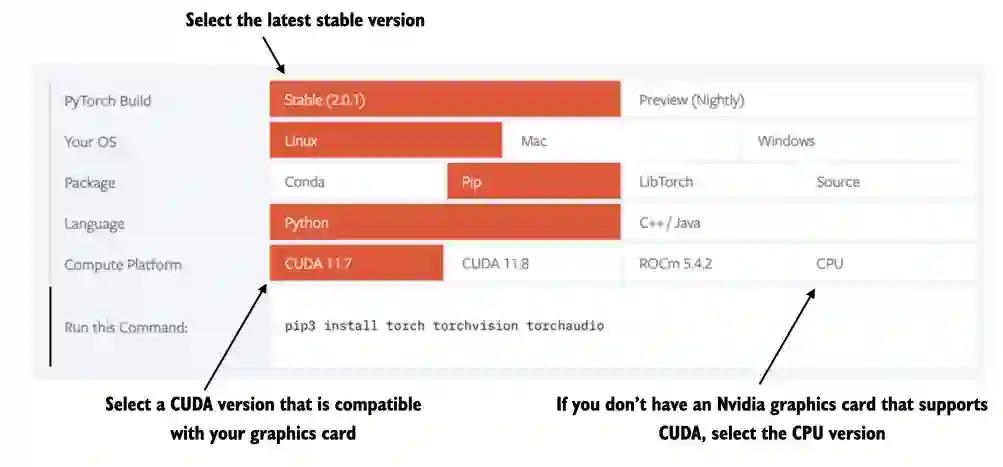 Select the latest stable version
PyTorch Build Stable (2.0.1) Preview (Nightly)
Your OS Linux Mac Windows
Package Conda Pip LibTorch Source
Language Python C++ / Java
Compute Platform CUDA 11.7 CUDA 11.8 ROCm 5.4.2 CPU
Run this Command: pip3 install torch torchvision torchaudio
Select a CUDA version that is compatible
with your graphics card
If you don’t have an Nvidia graphics card that supports
CUDA, select the CPU version